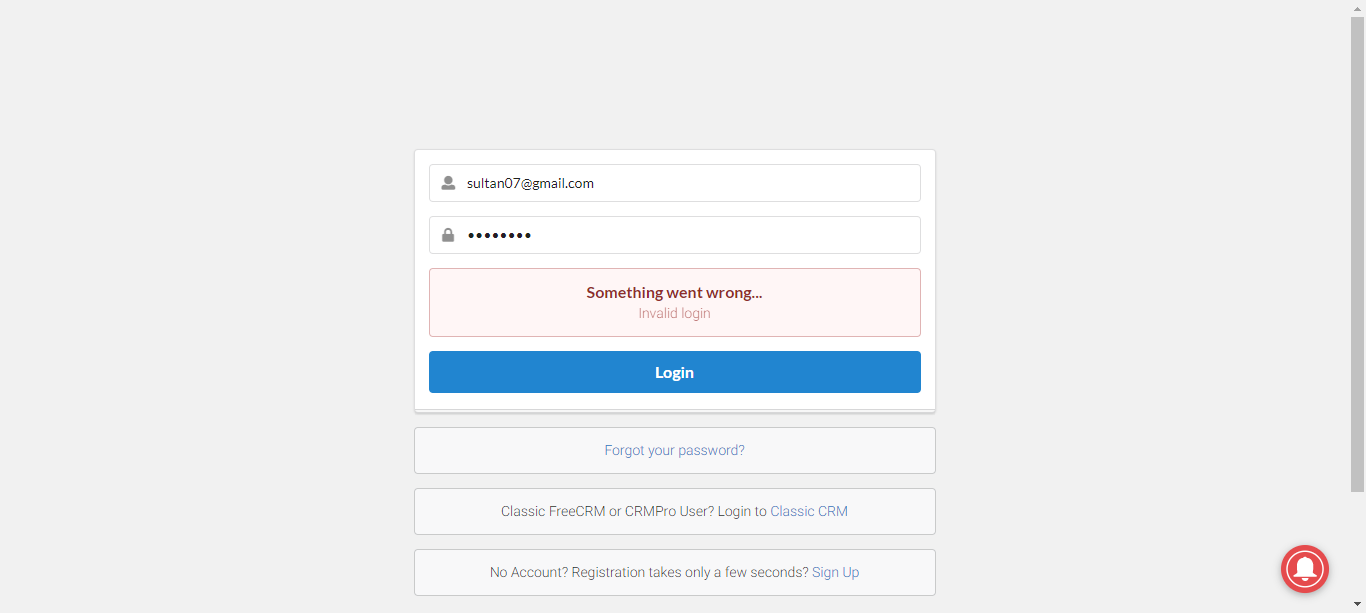 sultan07@gmail.com
••••••••
Something went wrong...
Invalid login
Login
Forgot your password?
Classic FreeCRM or CRMPro User? Login to Classic CRM
No Account? Registration takes only a few seconds? Sign Up